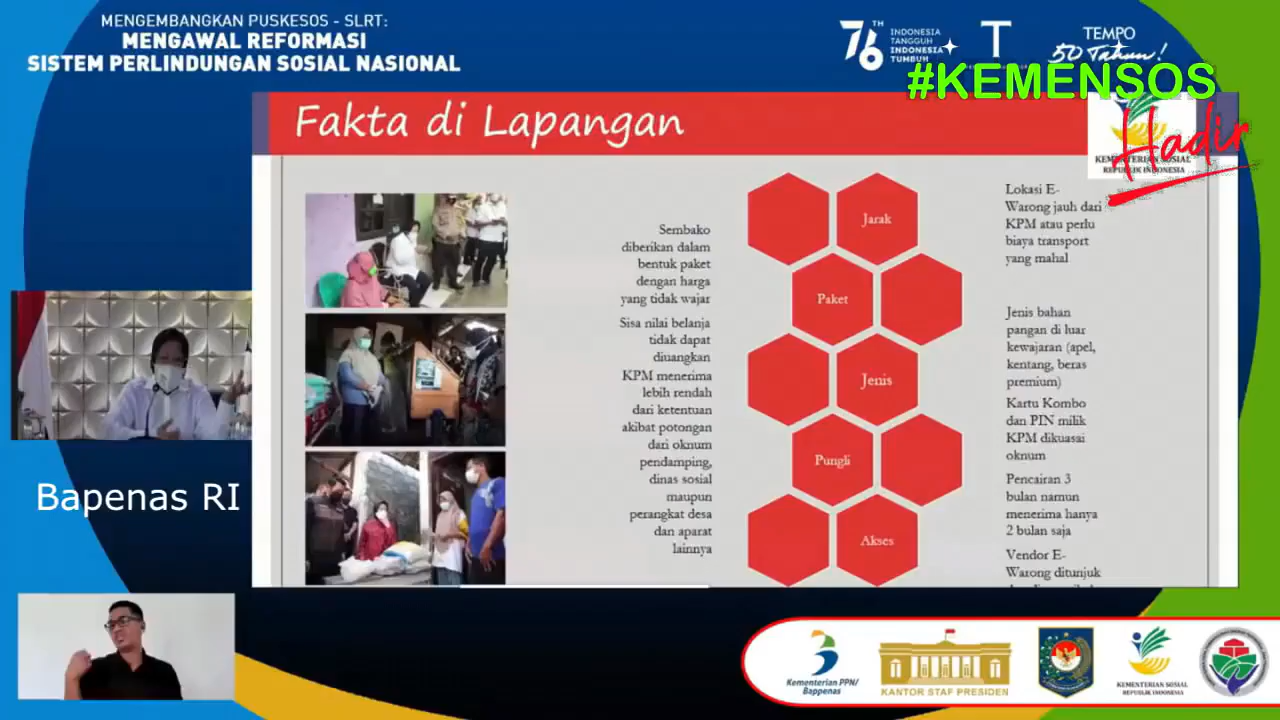 MENGEMBANGKAN PUSKESOS - SLRT:
MENGAWAL REFORMASI
SISTEM PERLINDUNGAN SOSIAL NASIONAL
76TH
INDONESIA
TANGGUH
INDONESIA
TUMBUH
T
TEMPO
50 Tahun!
#KEMENSOS
Hadir
KEMENTERIAN SOSIAL
REPUBLIK INDONESIA
Fakta di Lapangan
Sembako
diberikan dalam
bentuk paket
dengan harga
yang tidak wajar
Sisa nilai belanja
tidak dapat
diuangkan
KPM menerima
lebih rendah
dari ketentuan
akibat potongan
dari oknum
pendamping,
dinas sosial
maupun
perangkat desa
dan aparat
lainnya
Jarak
Paket
Jenis
Pungli
Akses
Lokasi E-
Warong jauh dari
KPM atau perlu
biaya transport
yang mahal
Jenis bahan
pangan di luar
kewajaran (apel,
kentang, beras
premium)
Kartu Kombo
dan PIN milik
KPM dikuasai
oknum
Pencairan 3
bulan namun
menerima hanya
2 bulan saja
Vendor E-
Warong ditunjuk
Bapenas RI
Kementerian PPN/
Bappenas
KANTOR STAF PRESIDEN
KEMENTERIAN SOSIAL
REPUBLIK INDONESIA